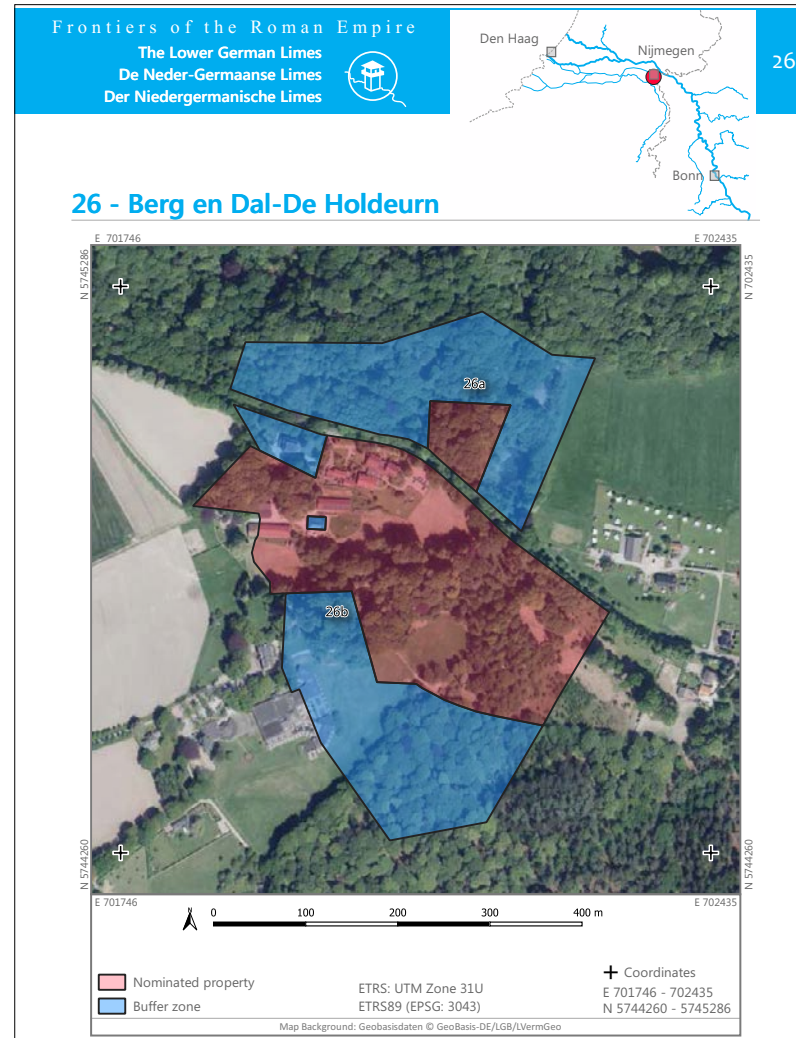 Frontiers of the Roman Empire
The Lower German Limes
De Neder-Germaanse Limes
Der Niedergermanische Limes
Den Haag
Nijmegen
Bonn
26
26 - Berg en Dal-De Holdeurn
E 701746
E 702435
N 5745286
N 702435
26a
26b
N 5744260
N 5744260
E 701746
E 702435
N
0 100 200 300 400 m
Nominated property
Buffer zone
ETRS: UTM Zone 31U
ETRS89 (EPSG: 3043)
Coordinates
E 701746 - 702435
N 5744260 - 5745286
Map Background: Geobasisdaten © GeoBasis-DE/LGB/LVermGeo